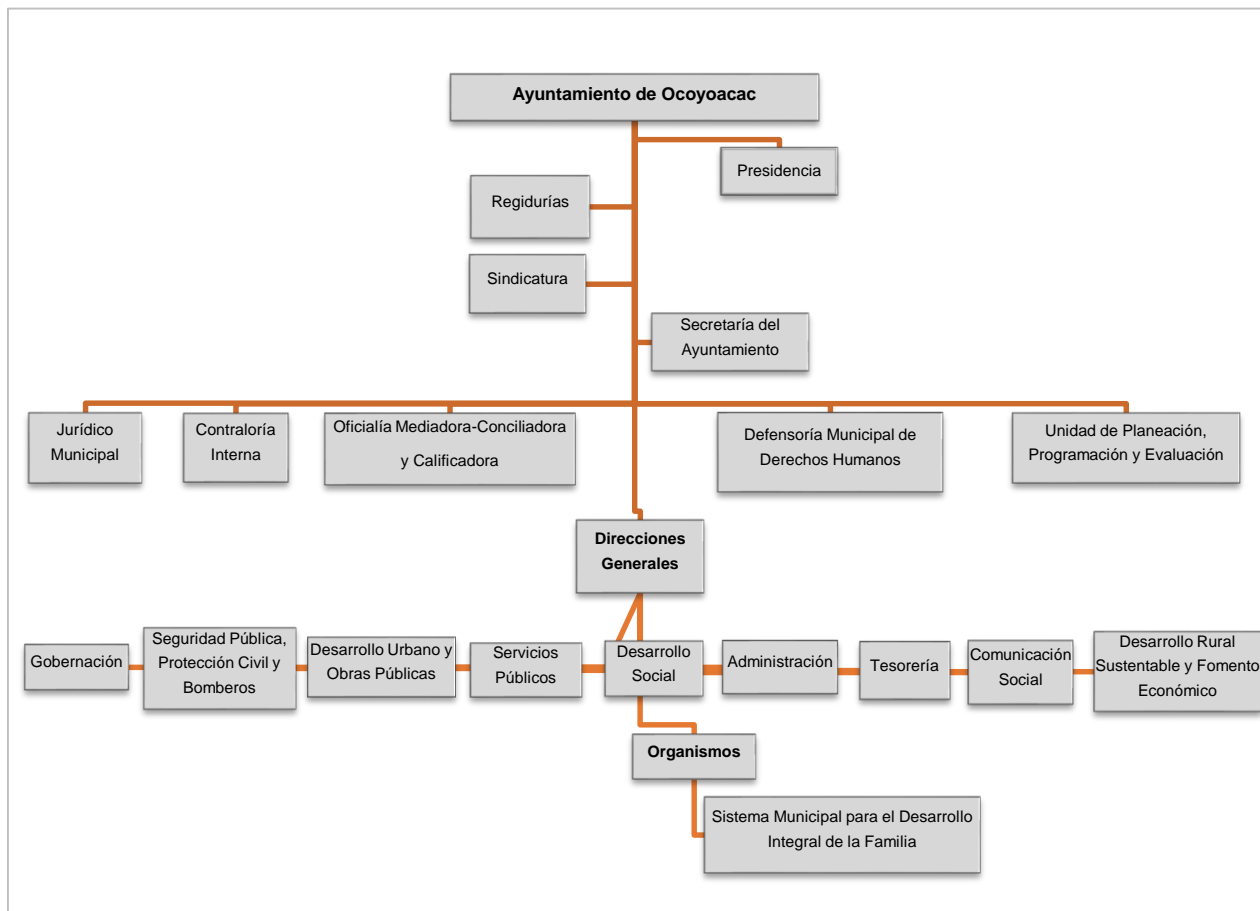 Ayuntamiento de Ocoyoacac
Presidencia
Regidurías
Sindicatura
Secretaría del
Ayuntamiento
Jurídico
Municipal
Contraloría
Interna
Oficialía Mediadora-Conciliadora
y Calificadora
Defensoría Municipal de
Derechos Humanos
Unidad de Planeación,
Programación y Evaluación
Direcciones
Generales
Gobernación
Seguridad Pública,
Protección Civil y
Bomberos
Desarrollo Urbano y
Obras Públicas
Servicios
Públicos
Desarrollo
Social
Administración
Tesorería
Comunicación
Social
Desarrollo Rural
Sustentable y Fomento
Económico
Organismos
Sistema Municipal para el Desarrollo
Integral de la Familia